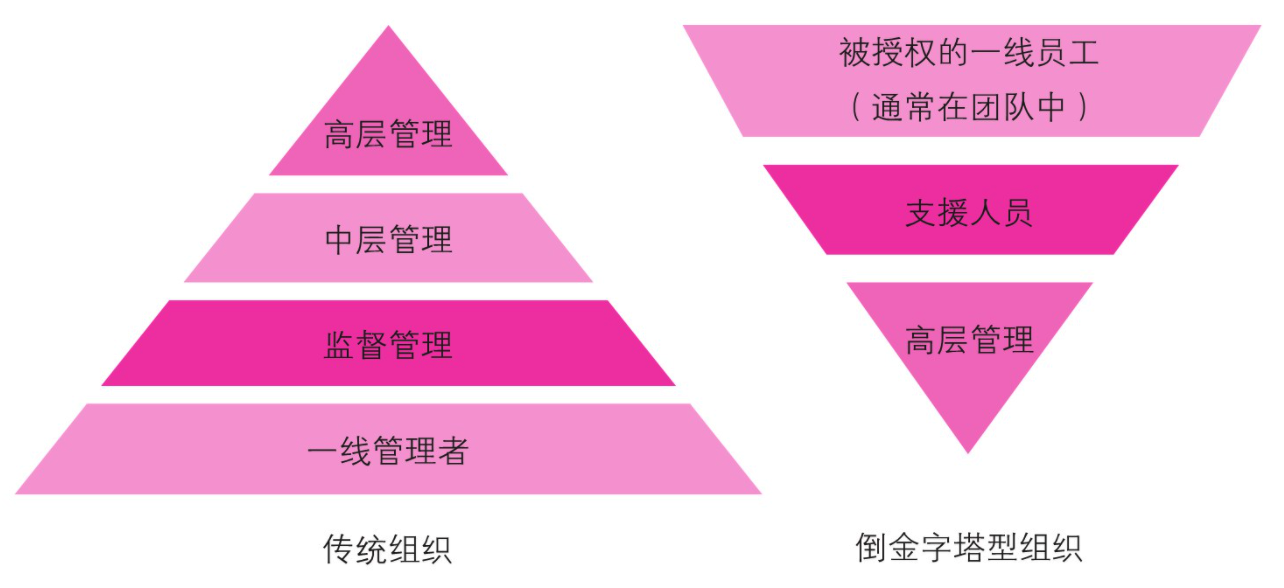 高层管理
中层管理
监督管理
一线管理者
传统组织
被授权的一线员工
（通常在团队中）
支援人员
高层管理
倒金字塔型组织